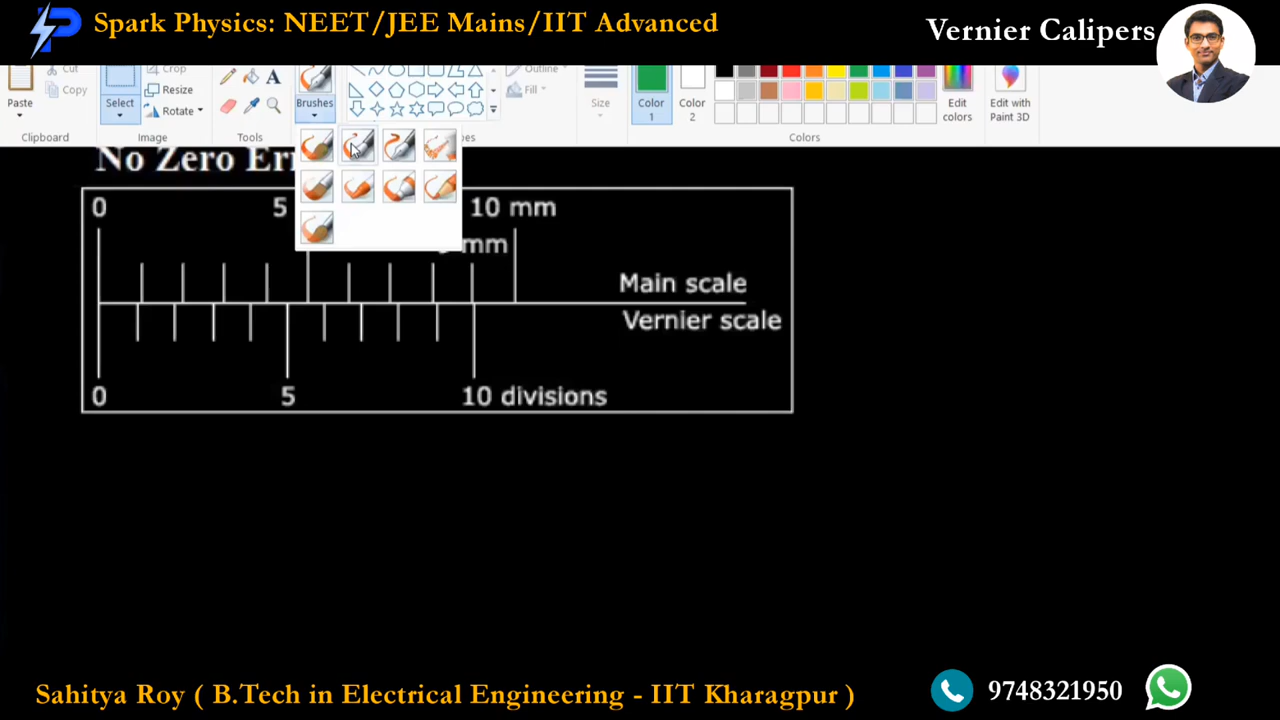 Spark Physics: NEET/JEE Mains/IIT Advanced
Vernier Calipers
Paste
Cut
Copy
Clipboard
Select
Crop
Resize
Rotate
Image
Tools
Brushes
Outline
Fill
Size
Color 1
Color 2
Edit colors
Edit with Paint 3D
Colors
No Zero
0 5 10 mm
mm
Main scale
Vernier scale
0 5 10 divisions
Sahitya Roy ( B.Tech in Electrical Engineering - IIT Kharagpur )
9748321950